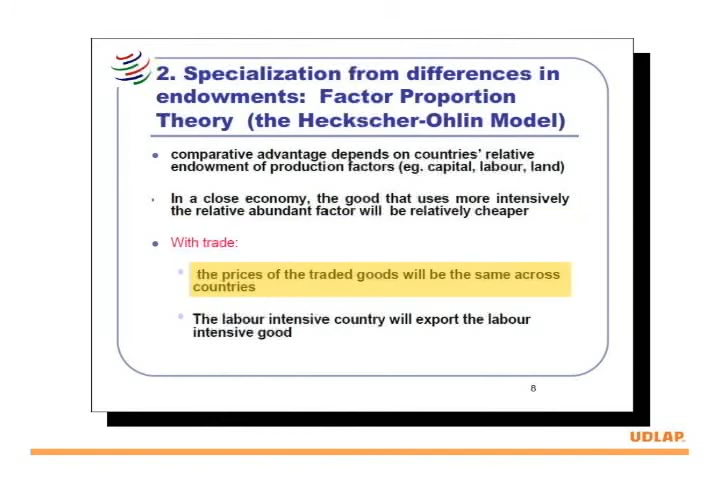 2. Specialization from differences in
endowments: Factor Proportion
Theory (the Heckscher-Ohlin Model)
comparative advantage depends on countries' relative
endowment of production factors (eg. capital, labour, land)
In a close economy, the good that uses more intensively
the relative abundant factor will be relatively cheaper
With trade:
the prices of the traded goods will be the same across
countries
The labour intensive country will export the labour
intensive good
8
UDLAP